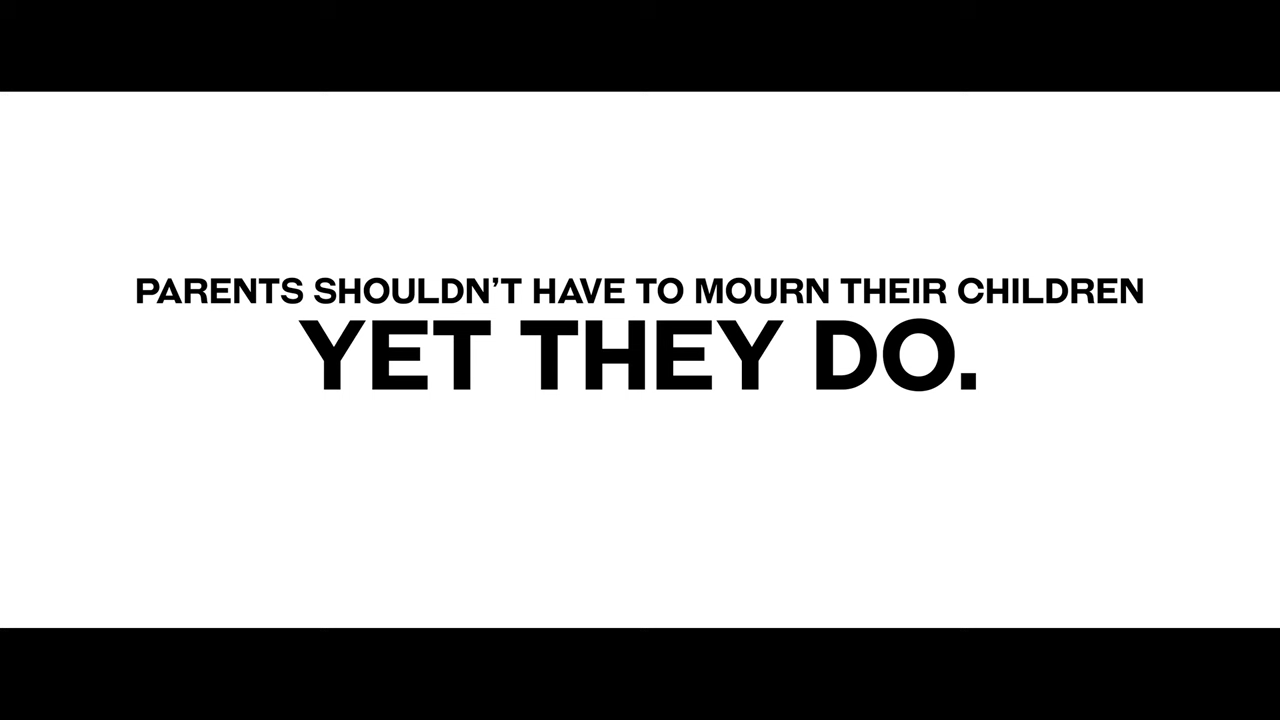 PARENTS SHOULDN’T HAVE TO MOURN THEIR CHILDREN
YET THEY DO.